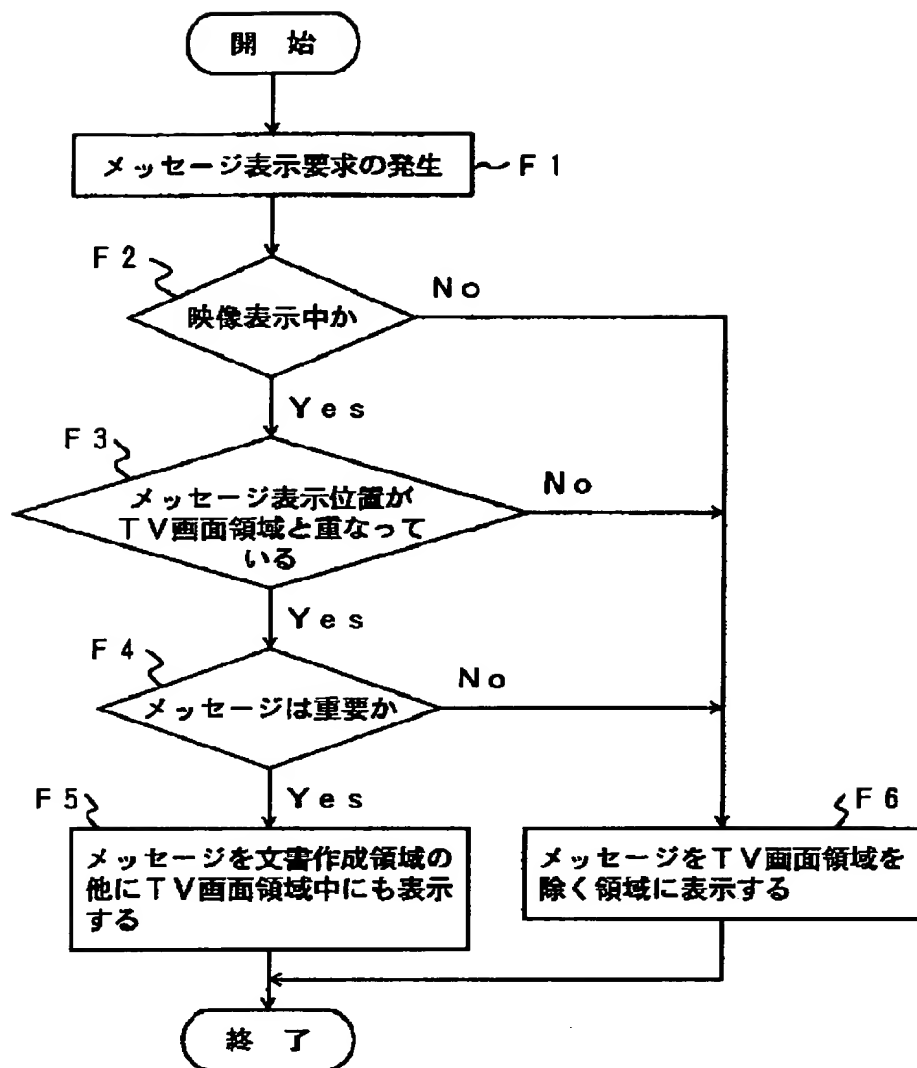 開 始
メッセージ表示要求の発生
F1
F2
映像表示中か
No
Yes
F3
メッセージ表示位置が
TV画面領域と重なって
いる
No
Yes
F4
メッセージは重要か
No
Yes
F5
メッセージを文書作成領域の
他にTV画面領域中にも表示
する
F6
メッセージをTV画面領域を
除く領域に表示する
終 了